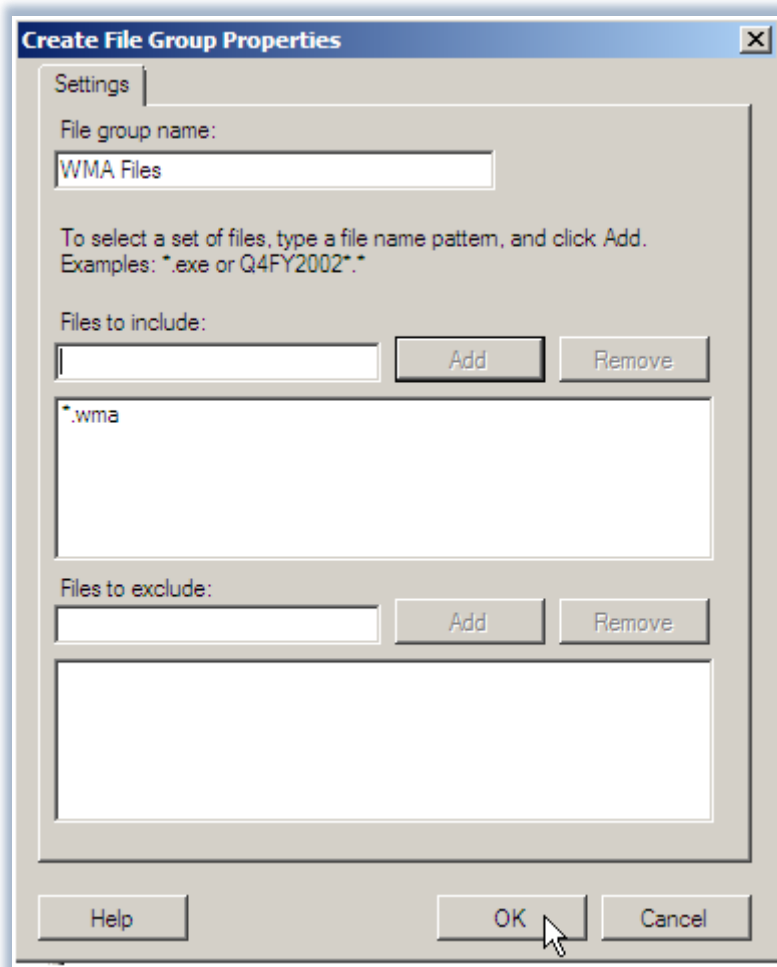 Create File Group Properties
Settings
File group name:
WMA Files
To select a set of files, type a file name pattern, and click Add.
Examples: *.exe or Q4FY2002*.*
Files to include:
Add Remove
*.wma
Files to exclude:
Add Remove
Help OK Cancel